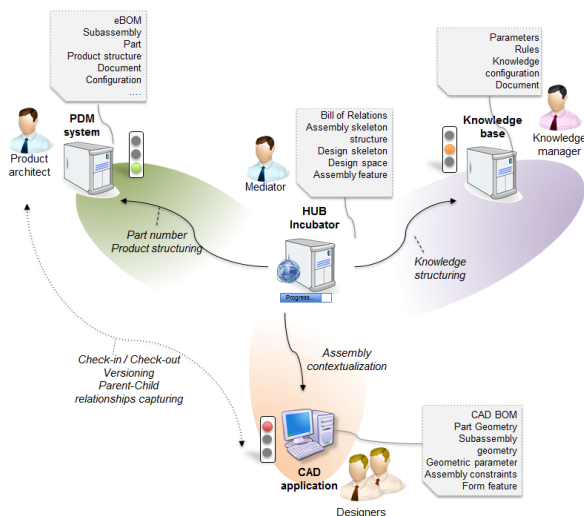 eBOM
Subassembly
Part
Product structure
Document
Configuration
....
PDM
system
Product
architect
Parameters
Rules
Knowledge
configuration
Document
Knowledge
base
Knowledge
manager
Bill of Relations
Assembly skeleton
structure
Design skeleton
Design space
Assembly feature
Mediator
HUB
Incubator
Progress...
Part number
Product structuring
Knowledge
structuring
Assembly
contextualization
Check-in / Check-out
Versioning
Parent-Child
relationships capturing
CAD BOM
Part Geometry
Subassembly
geometry
Geometric parameter
Assembly constraints
Form feature
CAD
application
Designers